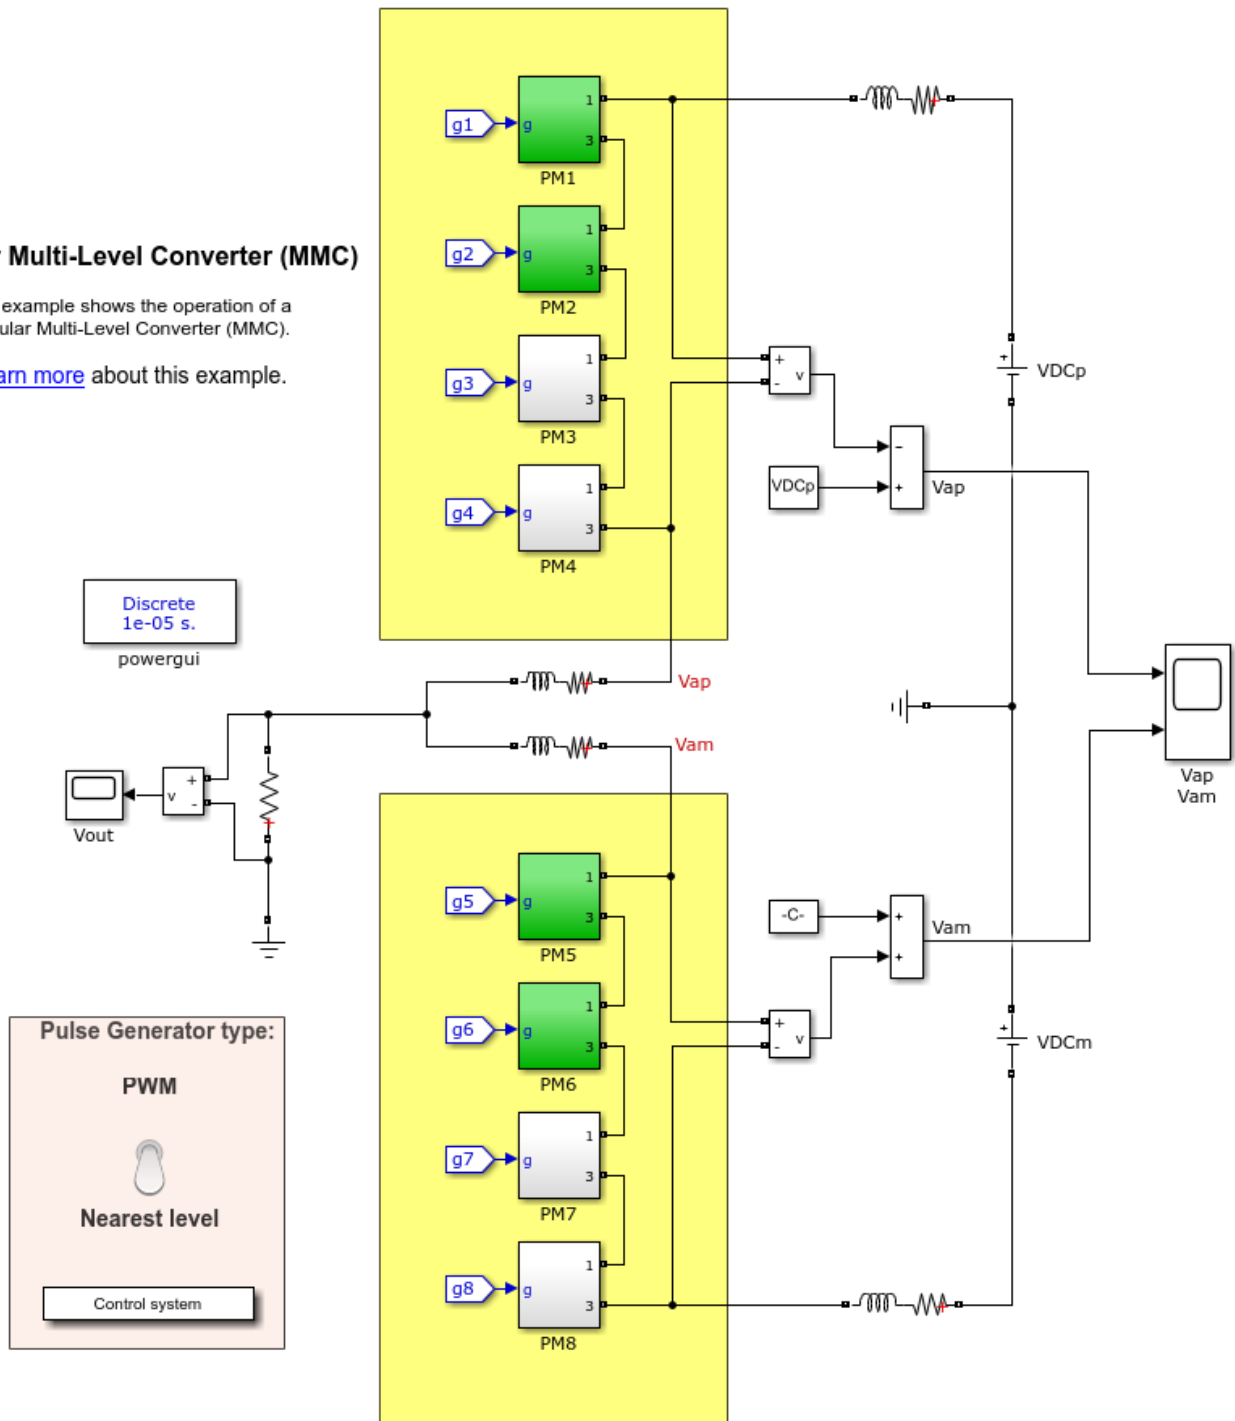 Multi-Level Converter (MMC)
example shows the operation of a
Multi-Level Converter (MMC).
more about this example.
g1
g
1
3
PM1
g2
g
1
3
PM2
g3
g
1
3
PM3
g4
g
1
3
PM4
+
-
v
VDCp
-
+
Vap
+
VDCp
Discrete
1e-05 s.
powergui
Vap
Vam
+
-
v
Vout
Vap
Vam
g5
g
1
3
PM5
g6
g
1
3
PM6
g7
g
1
3
PM7
g8
g
1
3
PM8
-C-
+
+
Vam
+
-
v
+
VDCm
Pulse Generator type:
PWM
Nearest level
Control system